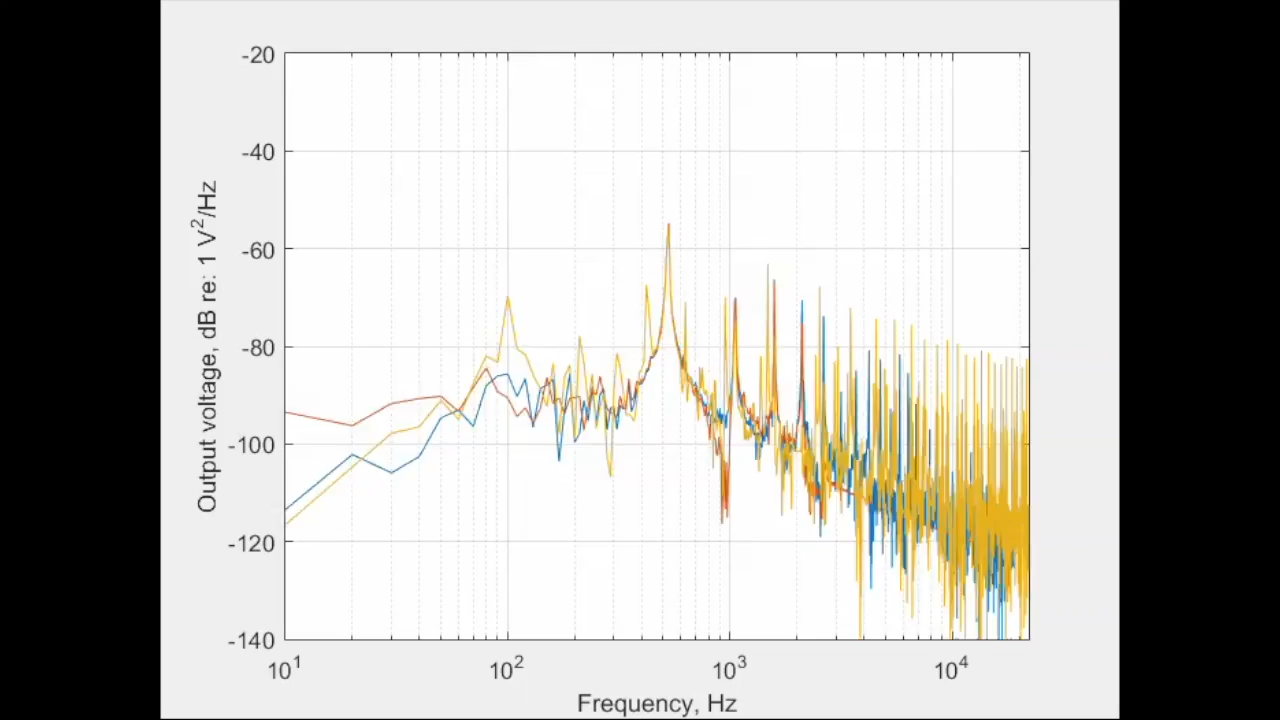 -20
-40
-60
-80
-100
-120
-140
Output voltage, dB re: 1 V²/Hz
10¹ 10² 10³ 10⁴
Frequency, Hz